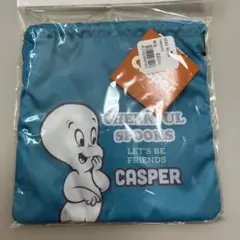 CHEERFUL
SPOOKS
LET'S BE
FRIENDS
CASPER